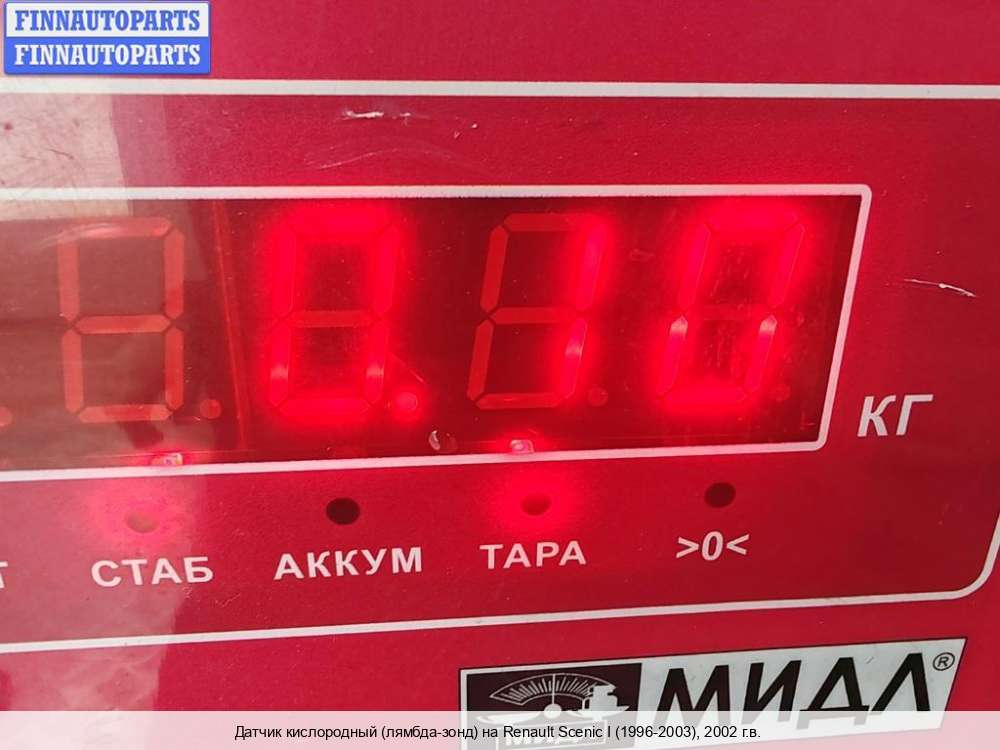 FINNAUTOPARTS
FINNAUTOPARTS
0.10
КГ
СТАБ АККУМ ТАРА >0<
МИДЛ®
Датчик кислородный (лямбда-зонд) на Renault Scenic I (1996-2003), 2002 г.в.